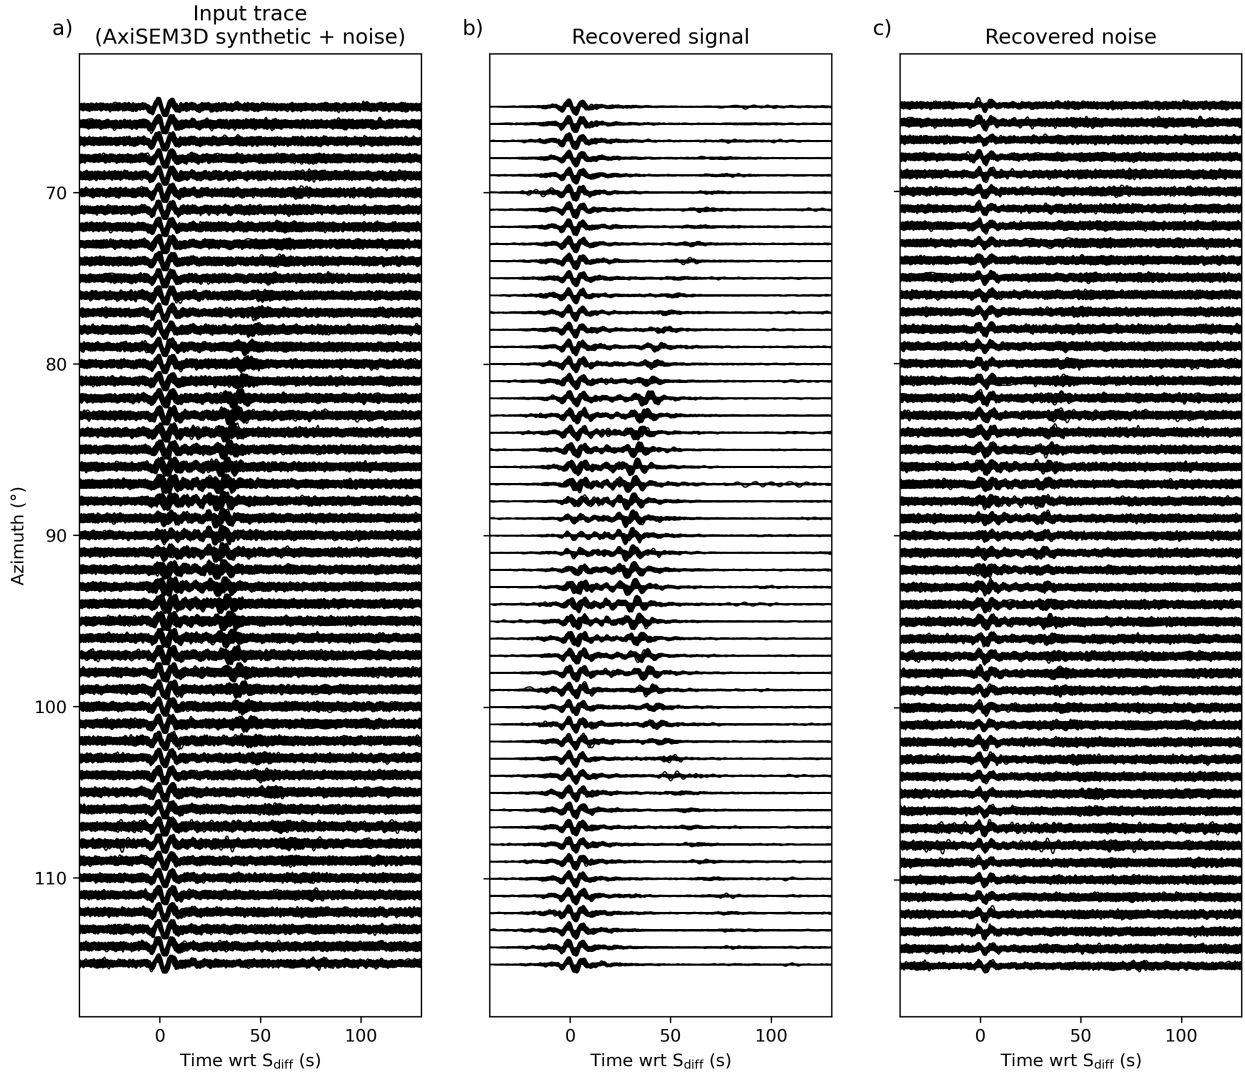 a)
Input trace
(AxiSEM3D synthetic + noise)
b)
Recovered signal
c)
Recovered noise
Azimuth (°)
70
80
90
100
110
0 50 100
0 50 100
0 50 100
Time wrt Sdiff (s)
Time wrt Sdiff (s)
Time wrt Sdiff (s)